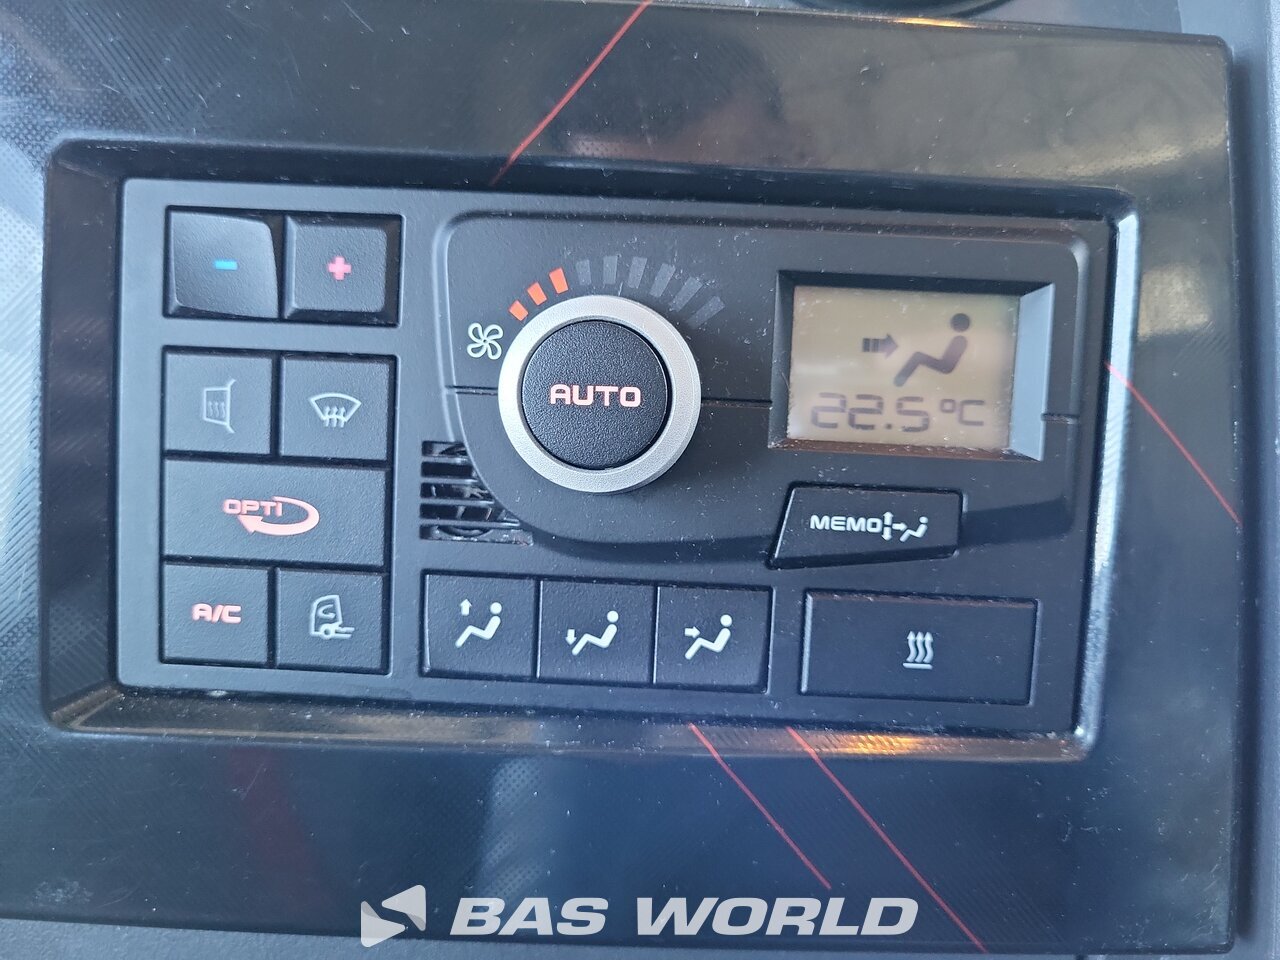 - +
AUTO
22.5°C
MEMO
OPTI
A/C
BAS WORLD